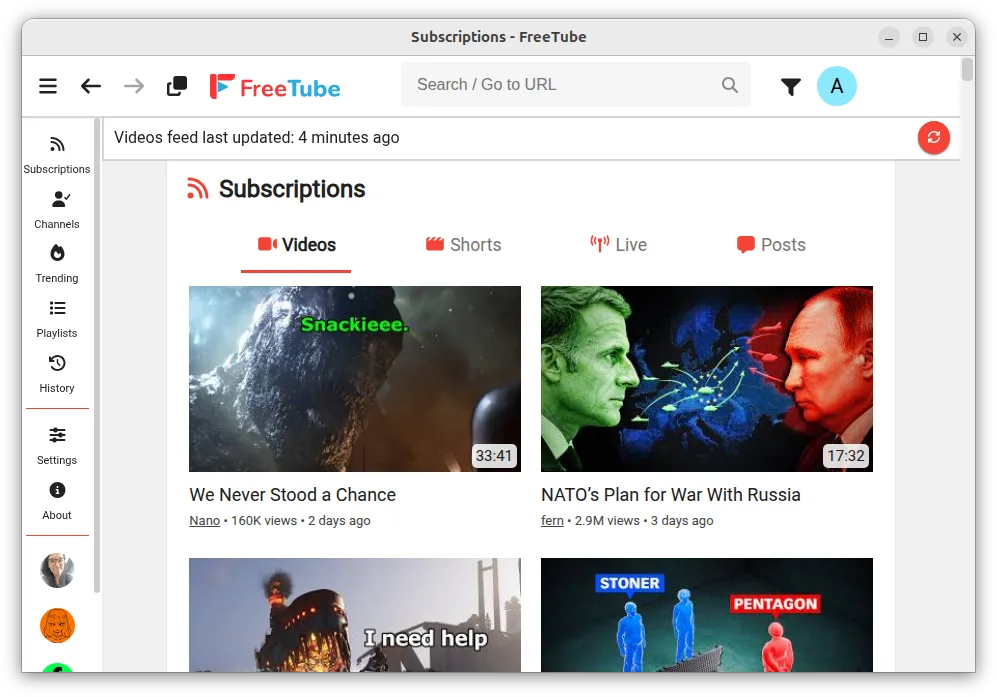 Subscriptions - FreeTube
FreeTube
Search / Go to URL
A
Videos feed last updated: 4 minutes ago
Subscriptions
Channels
Trending
Playlists
History
Settings
About
Subscriptions
Videos
Shorts
Live
Posts
Snackieee.
33:41
17:32
We Never Stood a Chance
Nano • 160K views • 2 days ago
NATO’s Plan for War With Russia
fern • 2.9M views • 3 days ago
I need help
STONER
PENTAGON